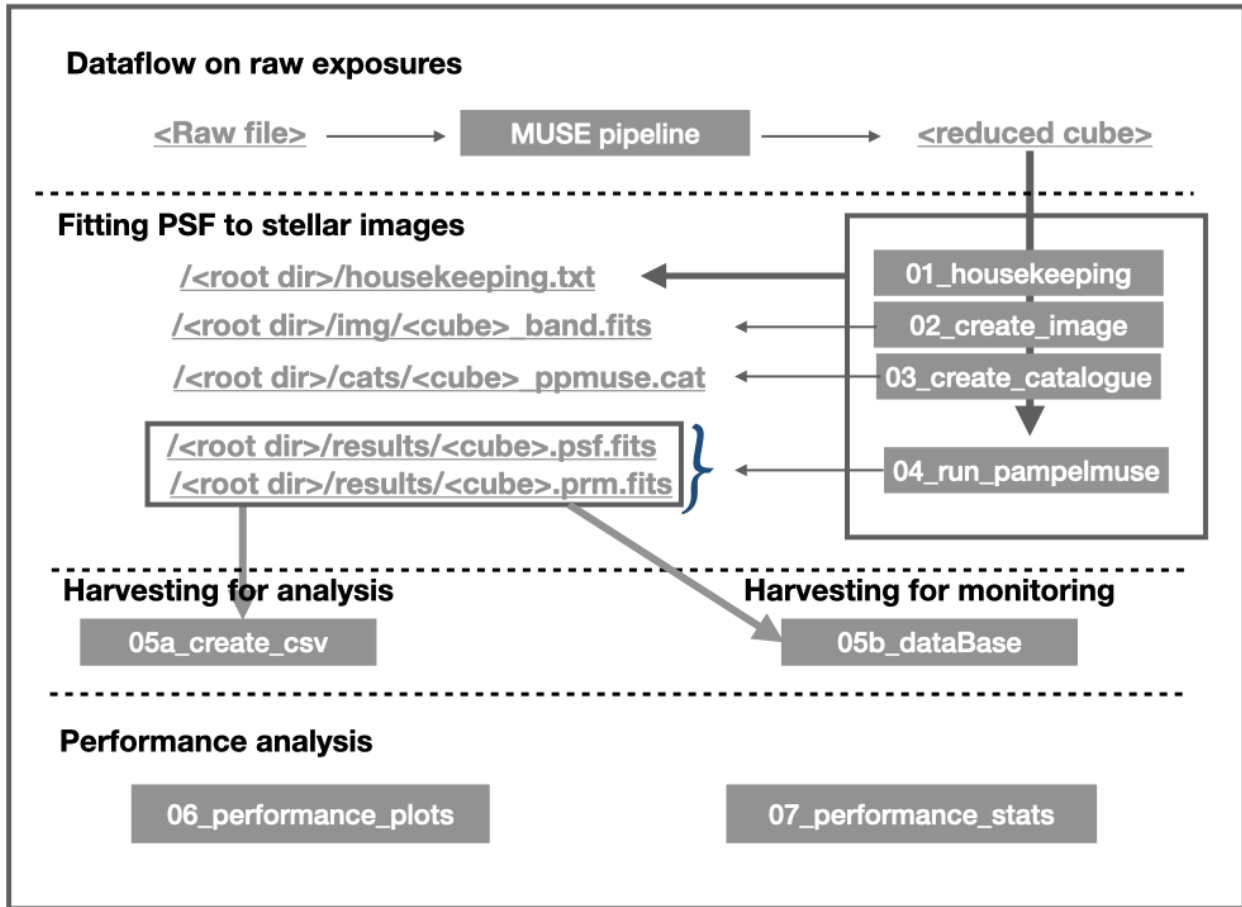 Dataflow on raw exposures
<Raw file> MUSE pipeline <reduced cube>
Fitting PSF to stellar images
/<root dir>/housekeeping.txt 01_housekeeping
/<root dir>/img/<cube>_band.fits 02_create_image
/<root dir>/cats/<cube>_ppmuse.cat 03_create_catalogue
/<root dir>/results/<cube>.psf.fits
/<root dir>/results/<cube>.prm.fits 04_run_pampelmuse
Harvesting for analysis Harvesting for monitoring
05a_create_csv 05b_dataBase
Performance analysis
06_performance_plots 07_performance_stats